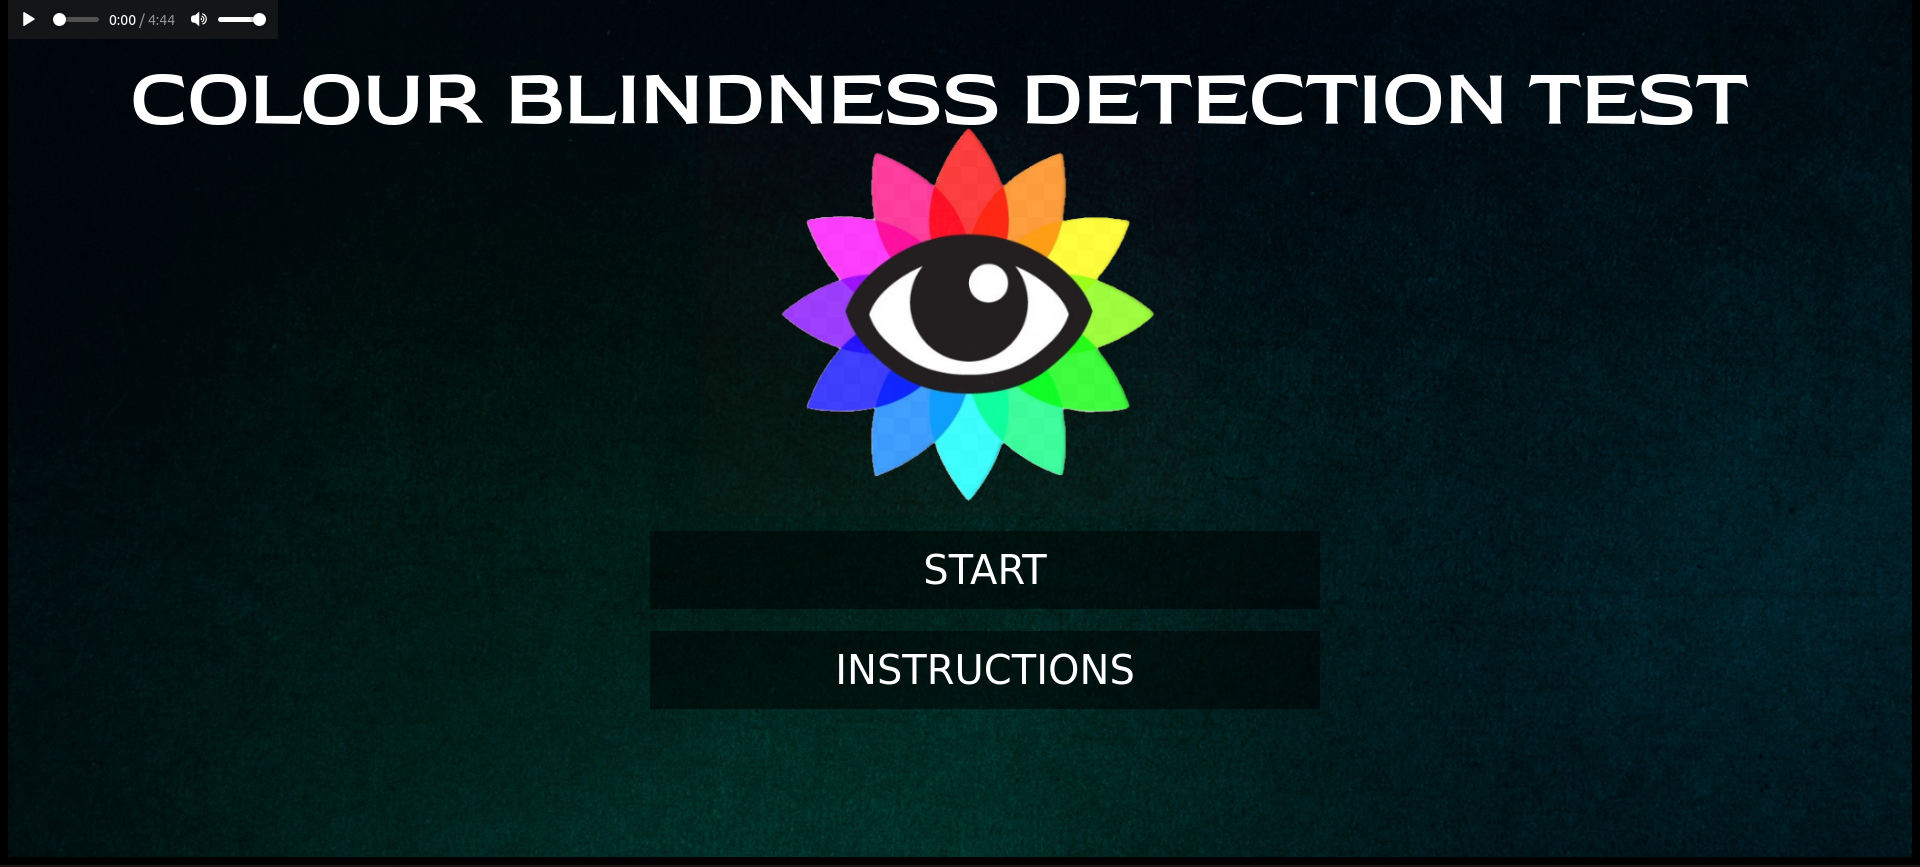 0:00 / 4:44
COLOUR BLINDNESS DETECTION TEST
START
INSTRUCTIONS